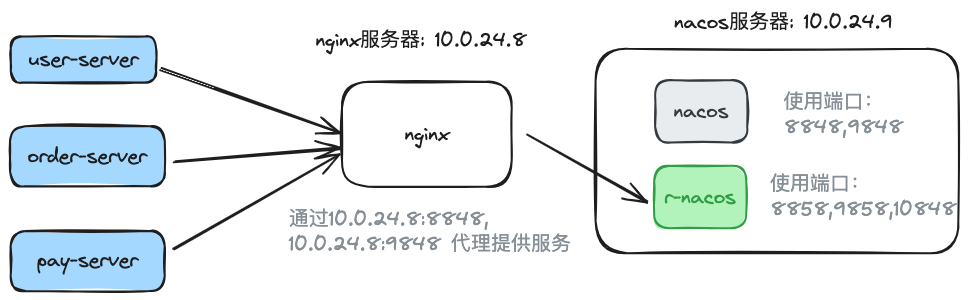 nginx服务器: 10.0.24.8
nacos服务器: 10.0.24.9
user-server
order-server
pay-server
nginx
通过10.0.24.8:8848,
10.0.24.8:9848 代理提供服务
nacos
使用端口:
8848,9848
r-nacos
使用端口:
8858,9858,10848